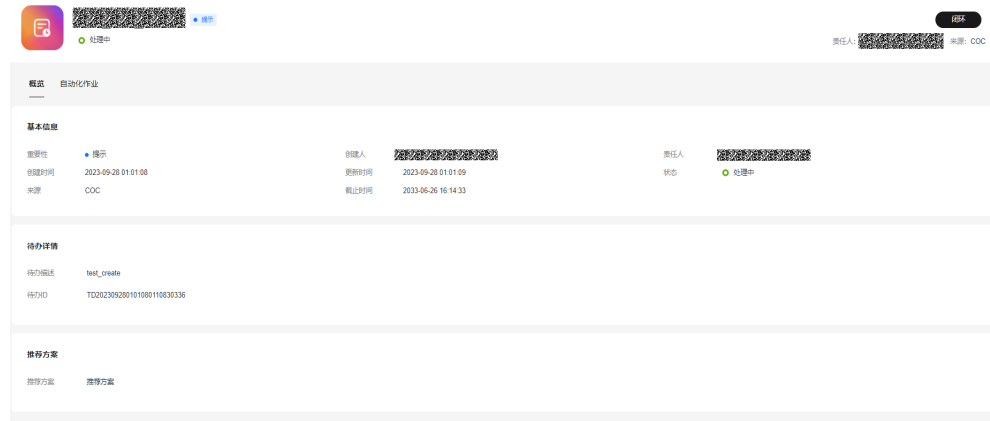 提示
闭环
处理中
责任人: 来源: COC
概览 自动化作业
基本信息
重要性 提示 创建人 责任人
创建时间 2023-09-28 01:01:08 更新时间 2023-09-28 01:01:09 状态 处理中
来源 COC 截止时间 2033-06-26 16:14:33
待办详情
待办描述 test_create
待办ID TD202309280101080110830336
推荐方案
推荐方案 推荐方案